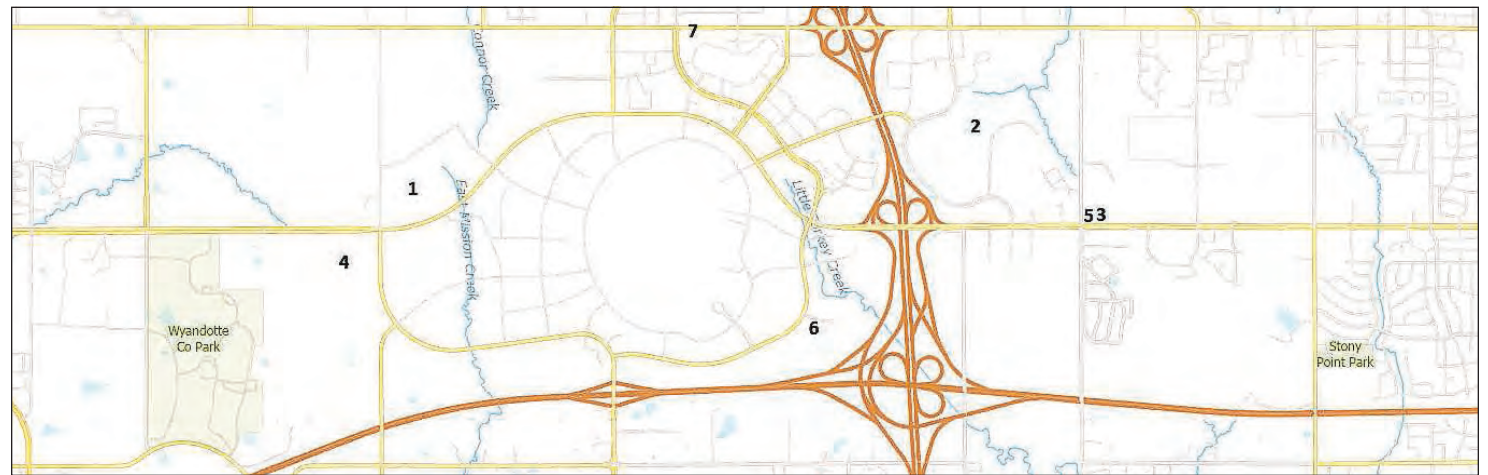 7
Connor Creek
2
1
East Mission Creek
Little Turkey Creek
53
4
6
Wyandotte
Co Park
Stony
Point Park